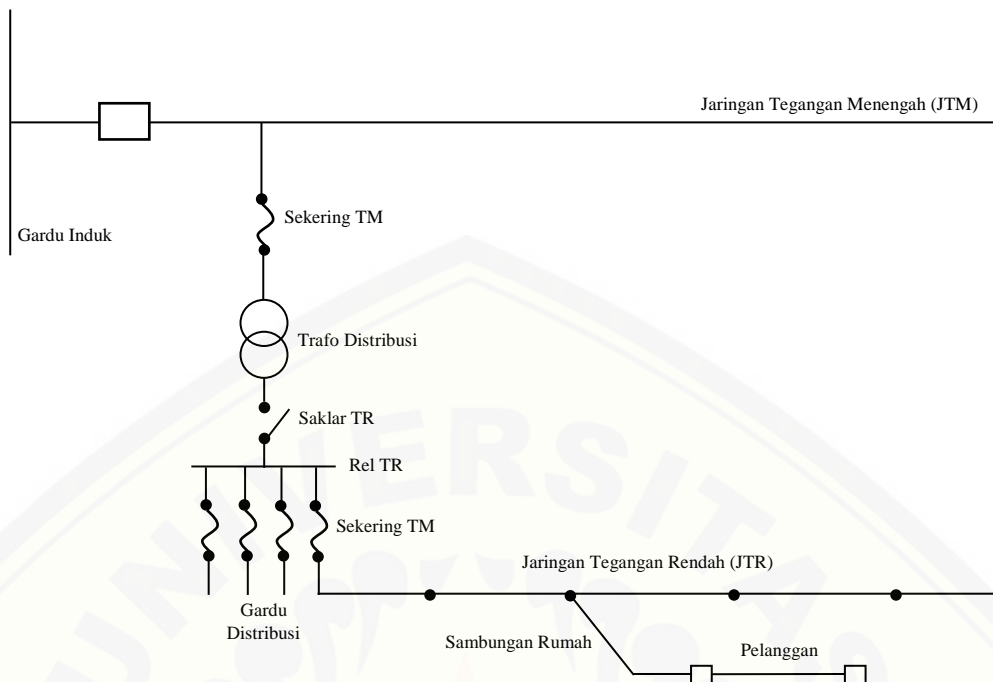 Jaringan Tegangan Menengah (JTM)
Sekering TM
Gardu Induk
Trafo Distribusi
Saklar TR
Rel TR
Sekering TM
Jaringan Tegangan Rendah (JTR)
Gardu
Distribusi
Sambungan Rumah
Pelanggan
UNIVERSITAS